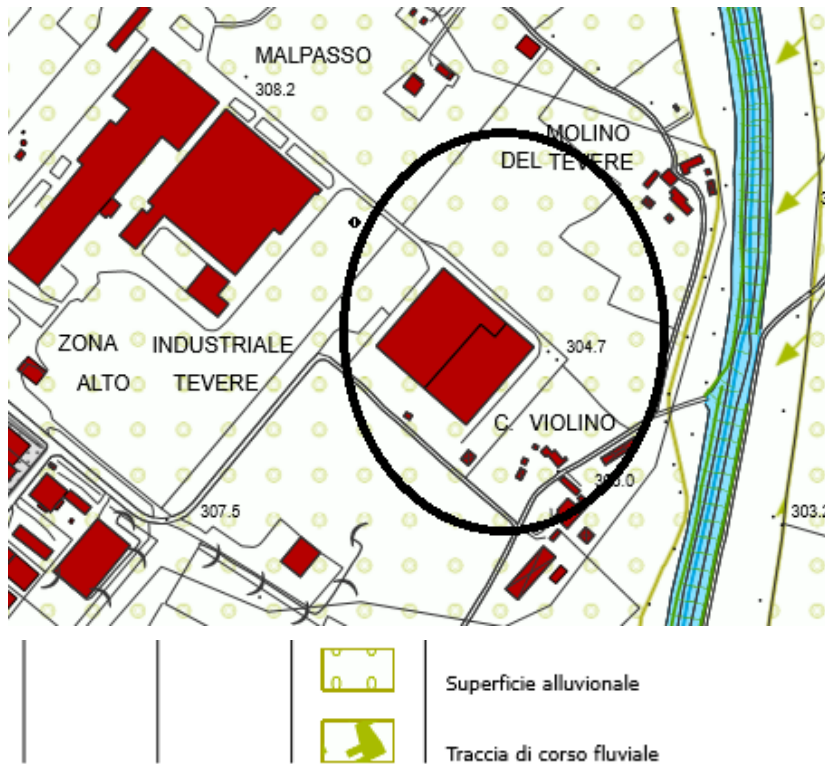 MALPASSO
308.2
MOLINO
DEL TEVERE
ZONA INDUSTRIALE
ALTO TEVERE
304.7
C. VIOLINO
307.5
303.2
Superficie alluvionale
Traccia di corso fluviale